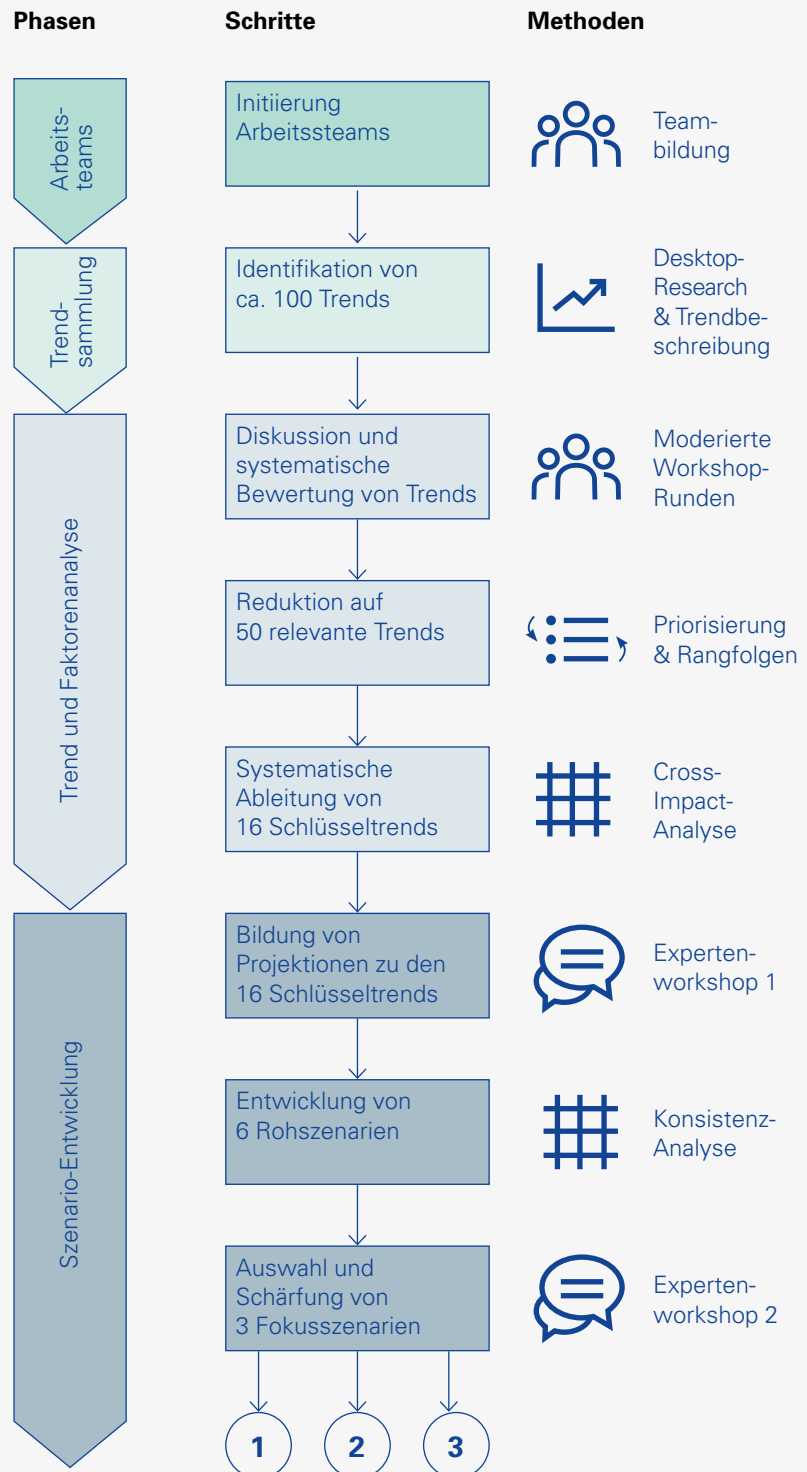 Phasen
Schritte
Methoden
Arbeits-
teams
Initiierung
Arbeitssteams
Team-
bildung
Trend-
sammlung
Identifikation von
ca. 100 Trends
Desktop-
Research
& Trendbe-
schreibung
Trend und Faktorenanalyse
Diskussion und
systematische
Bewertung von Trends
Moderierte
Workshop-
Runden
Reduktion auf
50 relevante Trends
Priorisierung
& Rangfolgen
Systematische
Ableitung von
16 Schlüsseltrends
Cross-
Impact-
Analyse
Szenario-Entwicklung
Bildung von
Projektionen zu den
16 Schlüsseltrends
Experten-
workshop 1
Entwicklung von
6 Rohszenarien
Konsistenz-
Analyse
Auswahl und
Schärfung von
3 Fokusszenarien
Experten-
workshop 2
1
2
3